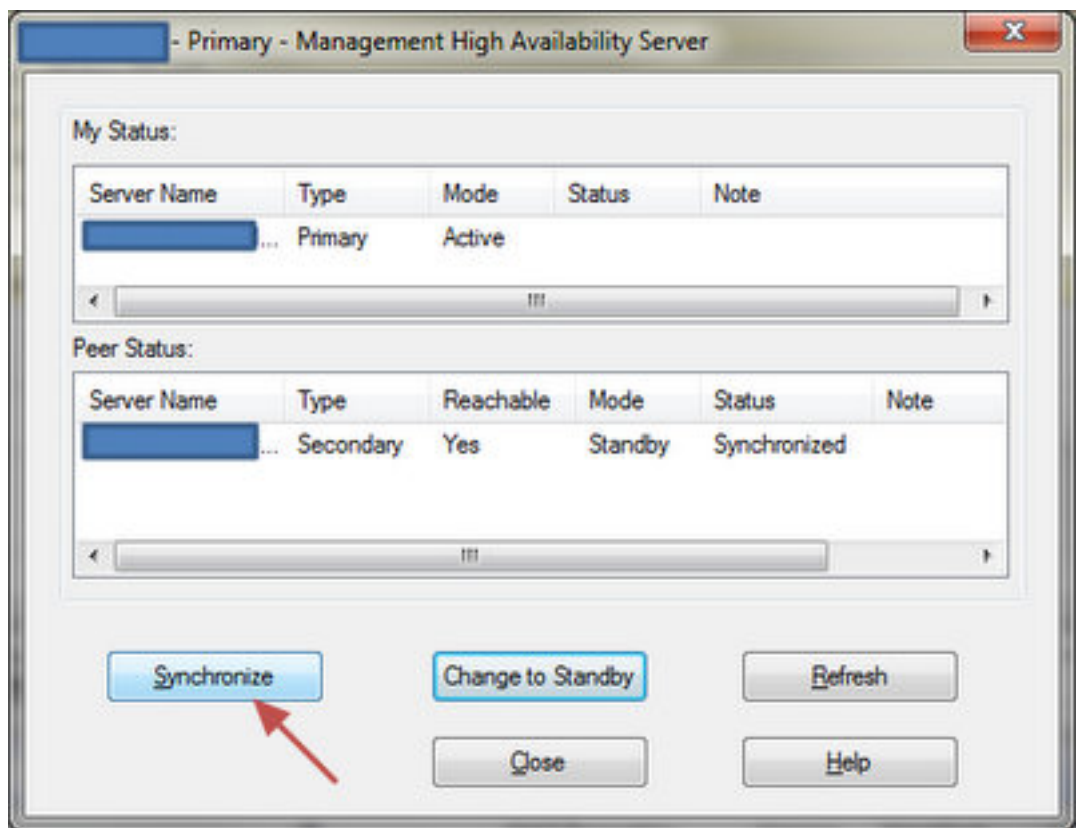 - Primary - Management High Availability Server
My Status:
Server Name Type Mode Status Note
... Primary Active
Peer Status:
Server Name Type Reachable Mode Status Note
... Secondary Yes Standby Synchronized
Synchronize Change to Standby Refresh
Close Help